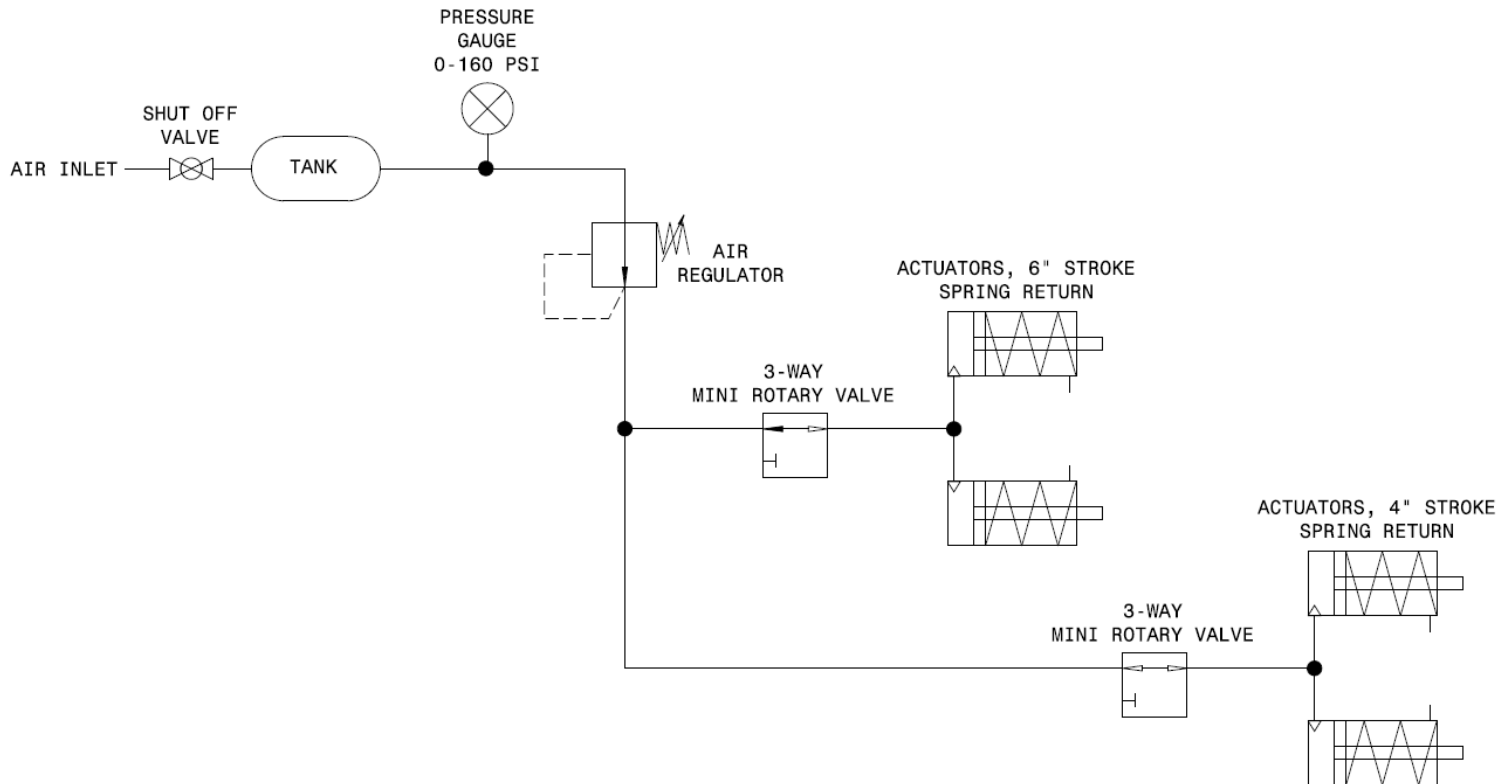 PRESSURE
GAUGE
0-160 PSI
SHUT OFF
VALVE
AIR INLET
TANK
AIR
REGULATOR
ACTUATORS, 6" STROKE
SPRING RETURN
3-WAY
MINI ROTARY VALVE
ACTUATORS, 4" STROKE
SPRING RETURN
3-WAY
MINI ROTARY VALVE